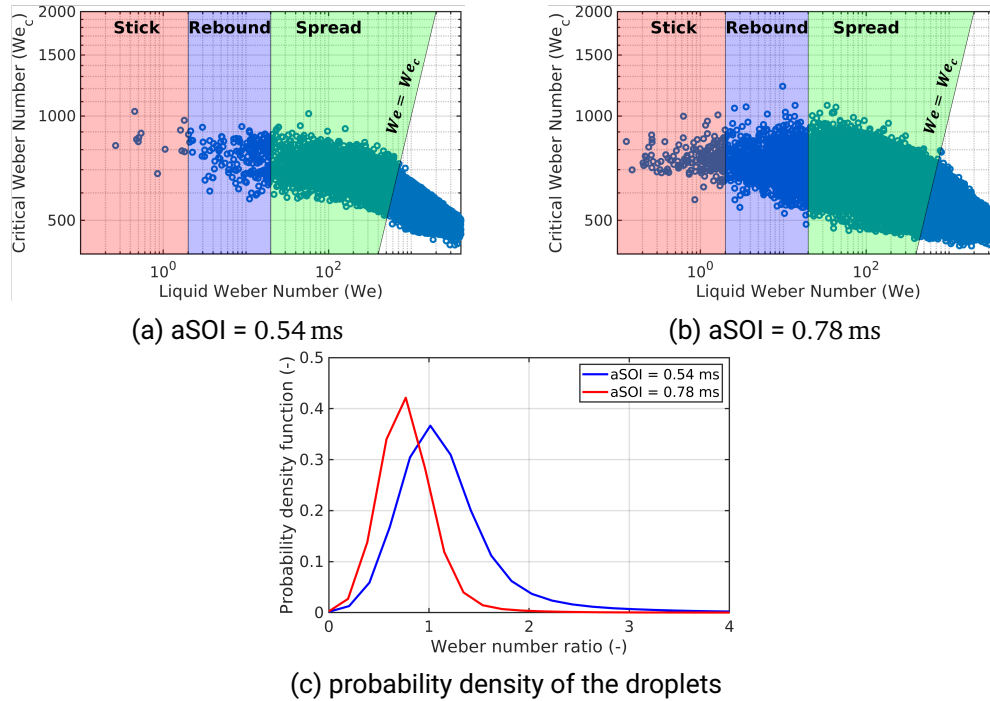 2000
1500
1000
500
Critical Weber Number (We_c)
Stick Rebound Spread
We = We_c
10^0 10^2
Liquid Weber Number (We)
(a) aSOI = 0.54 ms
2000
1500
1000
500
Critical Weber Number (We_c)
Stick Rebound Spread
We = We_c
10^0 10^2
Liquid Weber Number (We)
(b) aSOI = 0.78 ms
0.5
0.4
0.3
0.2
0.1
0
Probability density function (-)
aSOI = 0.54 ms
aSOI = 0.78 ms
0 1 2 3 4
Weber number ratio (-)
(c) probability density of the droplets